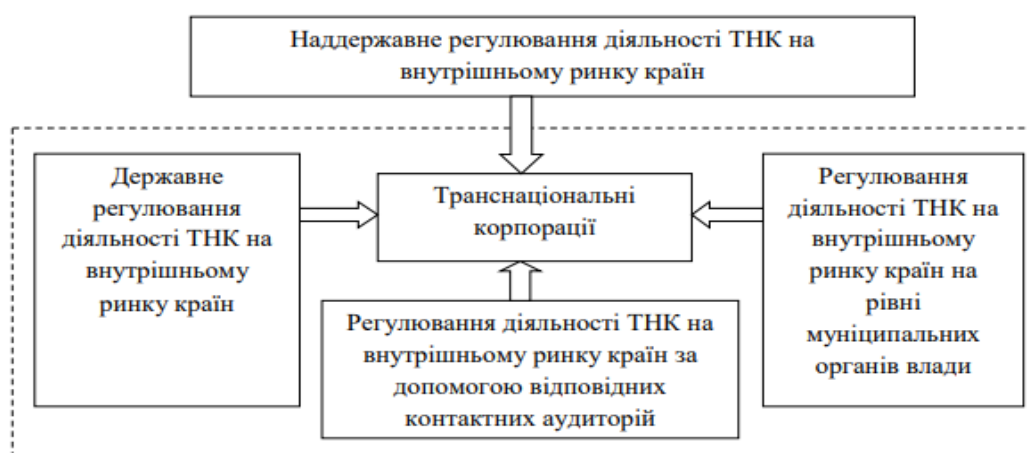 Наддержавне регулювання діяльності ТНК на
внутрішньому ринку країн
Державне
регулювання
діяльності ТНК на
внутрішньому
ринку країн
Транснаціональні
корпорації
Регулювання
діяльності ТНК на
внутрішньому
ринку країн на
рівні
муніципальних
органів влади
Регулювання діяльності ТНК на
внутрішньому ринку країн за
допомогою відповідних
контактних аудиторій